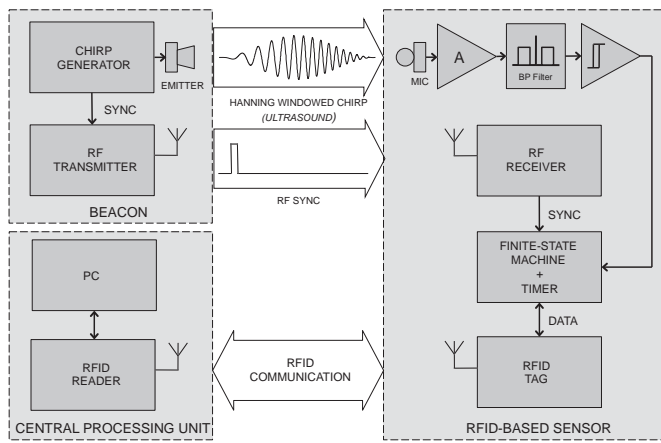 CHIRP
GENERATOR
EMITTER
SYNC
RF
TRANSMITTER
BEACON
HANNING WINDOWED CHIRP
(ULTRASOUND)
RF SYNC
MIC
A
BP Filter
RF
RECEIVER
SYNC
FINITE-STATE
MACHINE
+
TIMER
DATA
RFID
TAG
RFID-BASED SENSOR
PC
RFID
READER
CENTRAL PROCESSING UNIT
RFID
COMMUNICATION